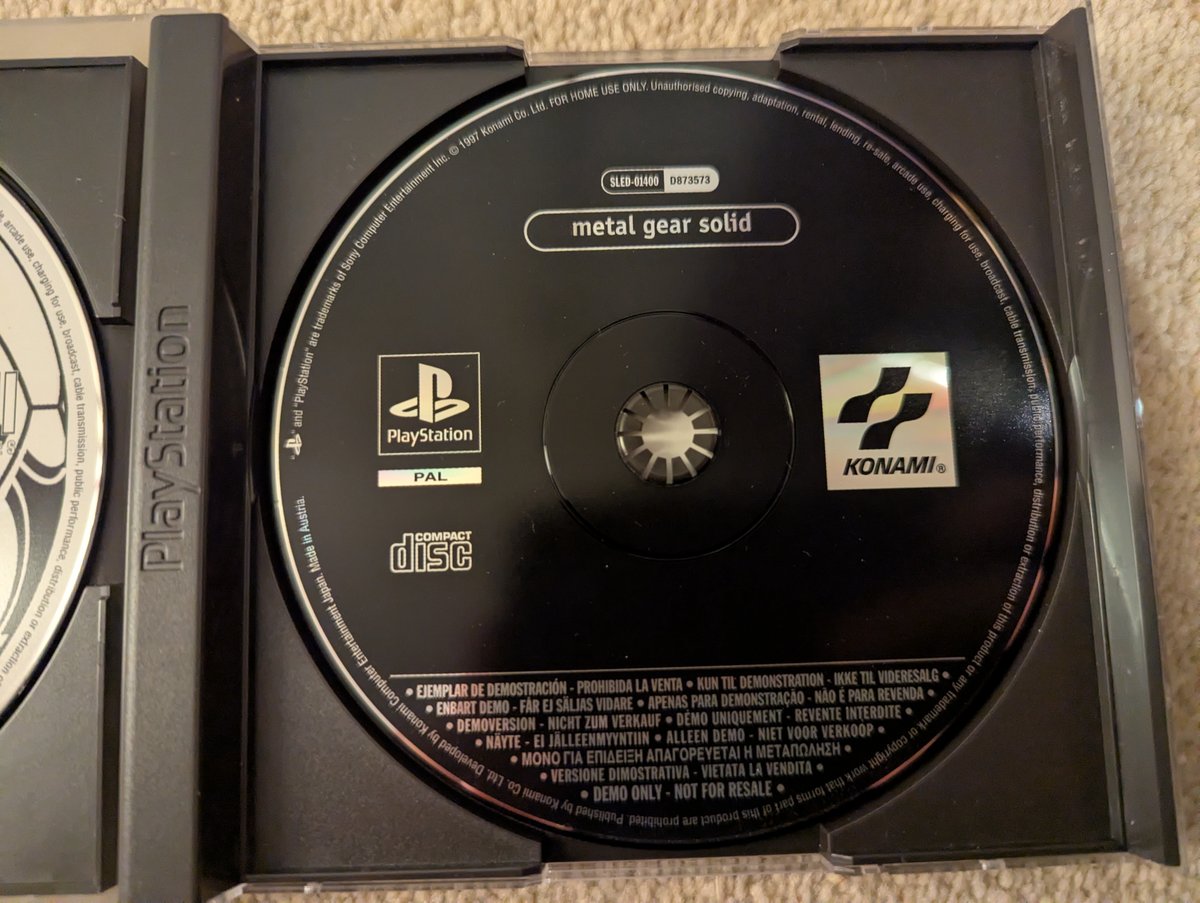 SLED-01400 D873573
metal gear solid
PlayStation
PAL
COMPACT
disc
KONAMI®
• EJEMPLAR DE DEMOSTRACIÓN - PROHIBIDA LA VENTA • KUN TIL DEMONSTRATION - IKKE TIL VIDERESALG •
• ENBART DEMO - FÅR EJ SÄLJAS VIDARE • APENAS PARA DEMONSTRAÇÃO - NÃO É PARA REVENDA •
• DEMOVERSION - NICHT ZUM VERKAUF • DÉMO UNIQUEMENT - REVENTE INTERDITE •
• NÄYTE - EI JÄLLEENMYYNTIIN • ALLEEN DEMO - NIET VOOR VERKOOP •
• ΜΟΝΟ ΓΙΑ ΕΠΙΔΕΙΞΗ ΑΠΑΓΟΡΕΥΕΤΑΙ Η ΜΕΤΑΠΩΛΗΣΗ •
• VERSIONE DIMOSTRATIVA - VIETATA LA VENDITA •
• DEMO ONLY - NOT FOR RESALE •
" and "PlayStation" are trademarks of Sony Computer Entertainment Inc. © 1997 Konami Co. Ltd. FOR HOME USE ONLY. Unauthorised copying, adaptation, rental, lending, re-sale, arcade use, charging for use, broadcast, cable transmission, public performance, distribution or extraction of this product or any trademark or copyright work that forms part of this product are prohibited. Published by Konami Co. Ltd. Developed by Konami Computer Entertainment Japan. Made in Austria.
PlayStation
arcade use, charging for use, broadcast, cable transmission, public performance, distribution or extraction